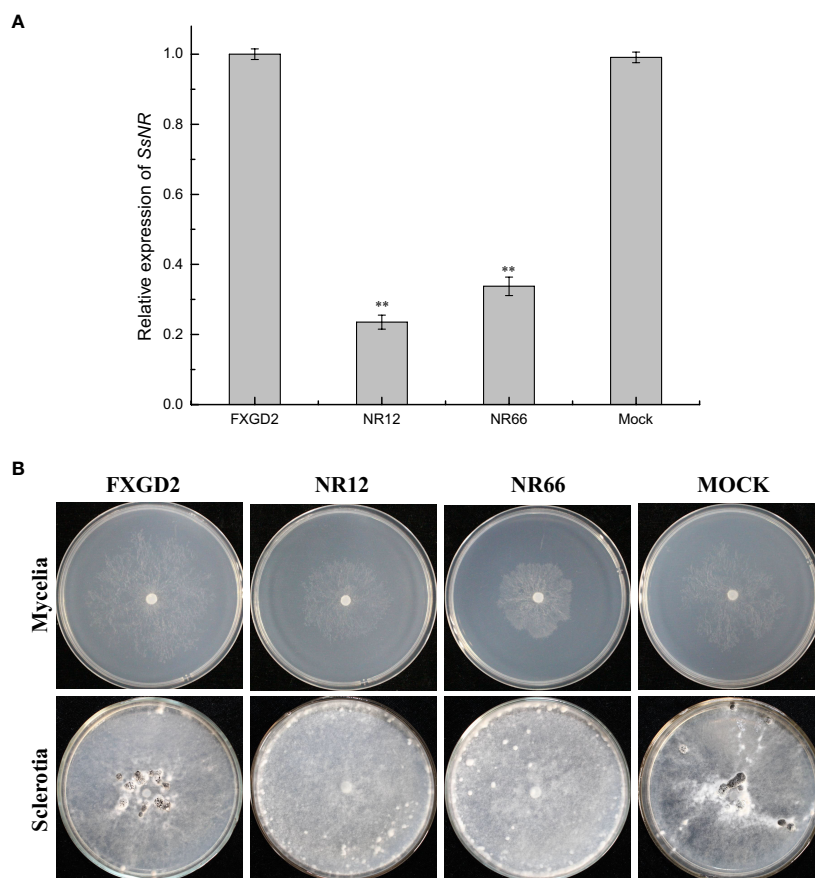 A
Relative expression of SsNR
1.0
0.8
0.6
0.4
0.2
0.0
**
**
FXGD2 NR12 NR66 Mock
B
FXGD2 NR12 NR66 MOCK
Mycelia
Sclerotia